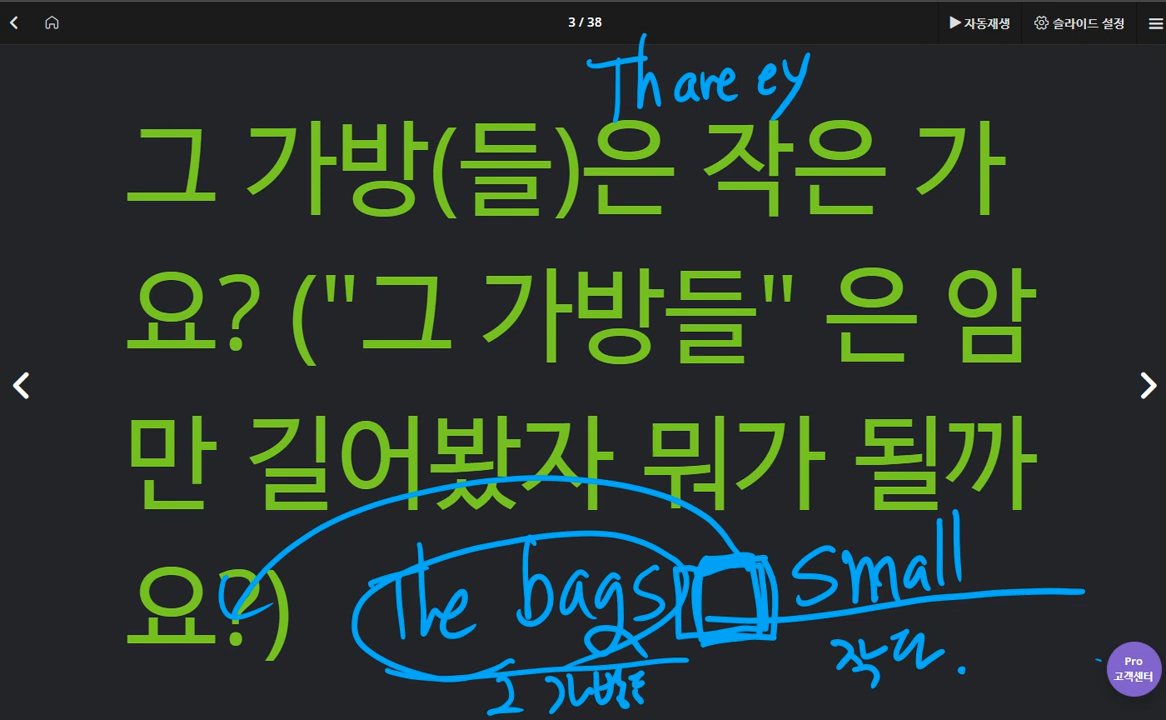 3 / 38
▶자동재생
슬라이드 설정
Th are ey
그 가방(들)은 작은 가
요? ("그 가방들" 은 암
만 길어봤자 뭐가 될까
요?)
The bags
small
그 가방들
작다.
Pro
고객센터